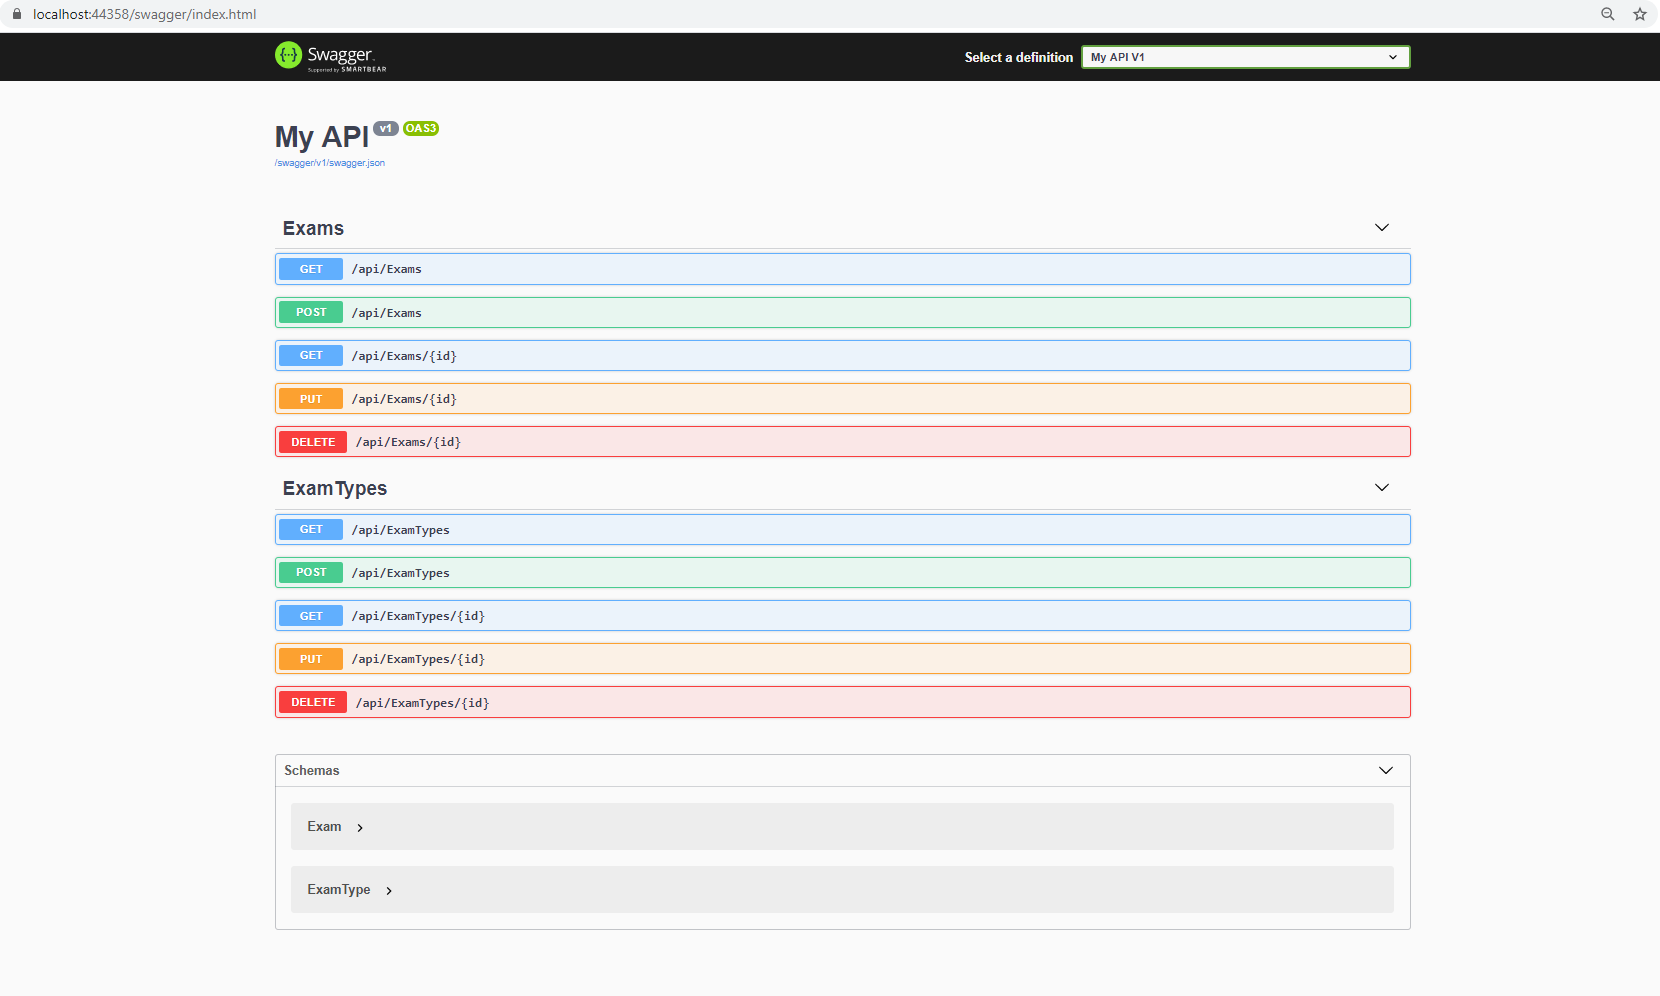 localhost:44358/swagger/index.html
{···} Swagger.
Supported by SMARTBEAR
Select a definition
My API V1
My API v1 OAS3
/swagger/v1/swagger.json
Exams
GET /api/Exams
POST /api/Exams
GET /api/Exams/{id}
PUT /api/Exams/{id}
DELETE /api/Exams/{id}
ExamTypes
GET /api/ExamTypes
POST /api/ExamTypes
GET /api/ExamTypes/{id}
PUT /api/ExamTypes/{id}
DELETE /api/ExamTypes/{id}
Schemas
Exam
ExamType